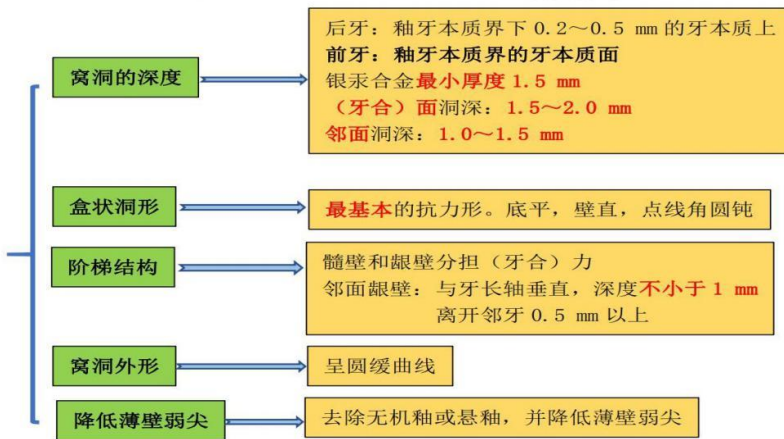 窝洞的深度
后牙：釉牙本质界下 0.2～0.5 mm 的牙本质上
前牙：釉牙本质界的牙本质面
银汞合金最小厚度 1.5 mm
（牙合）面洞深：1.5～2.0 mm
邻面洞深：1.0～1.5 mm
盒状洞形
最基本的抗力形。底平，壁直，点线角圆钝
阶梯结构
髓壁和龈壁分担（牙合）力
邻面龈壁：与牙长轴垂直，深度不小于 1 mm
离开邻牙 0.5 mm 以上
窝洞外形
呈圆缓曲线
降低薄壁弱尖
去除无机釉或悬釉，并降低薄壁弱尖